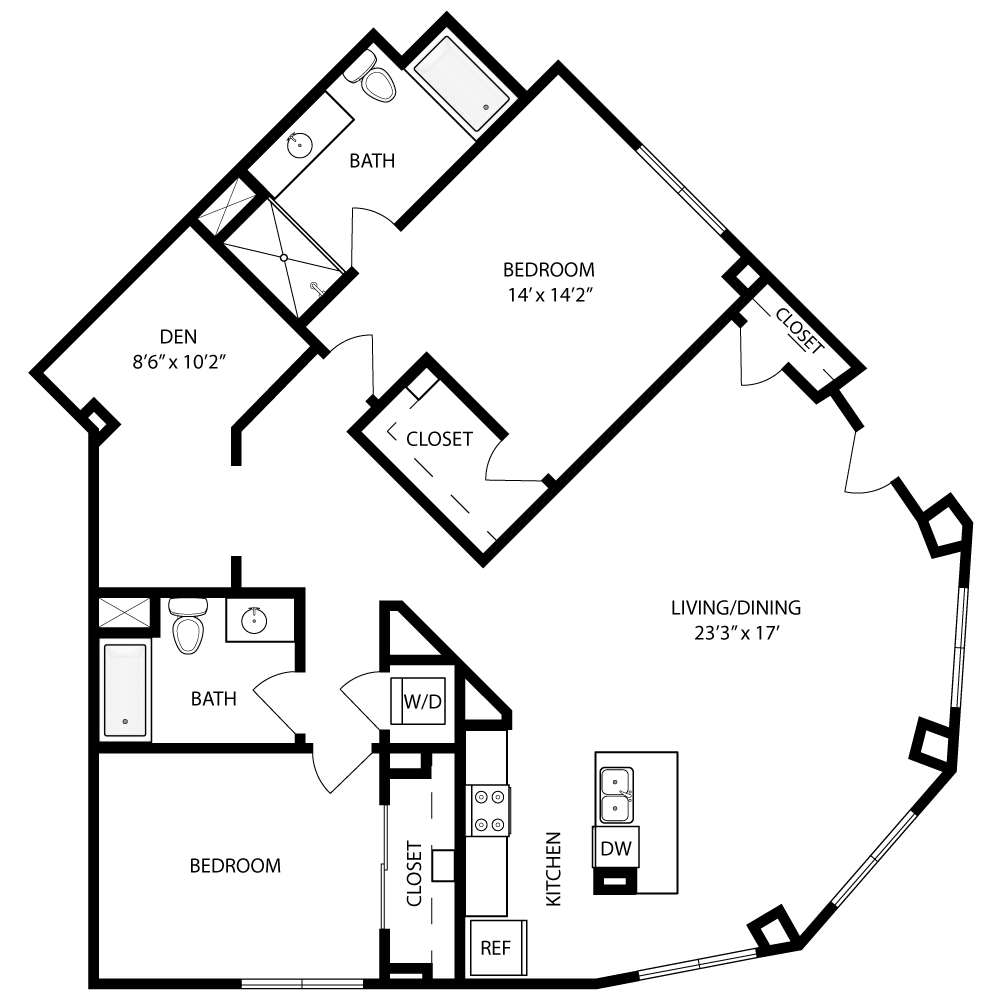 BATH
BEDROOM
14’ x 14’2”
CLOSET
DEN
8’6” x 10’2”
CLOSET
LIVING/DINING
23’3” x 17’
BATH
W/D
BEDROOM
CLOSET
KITCHEN
DW
REF